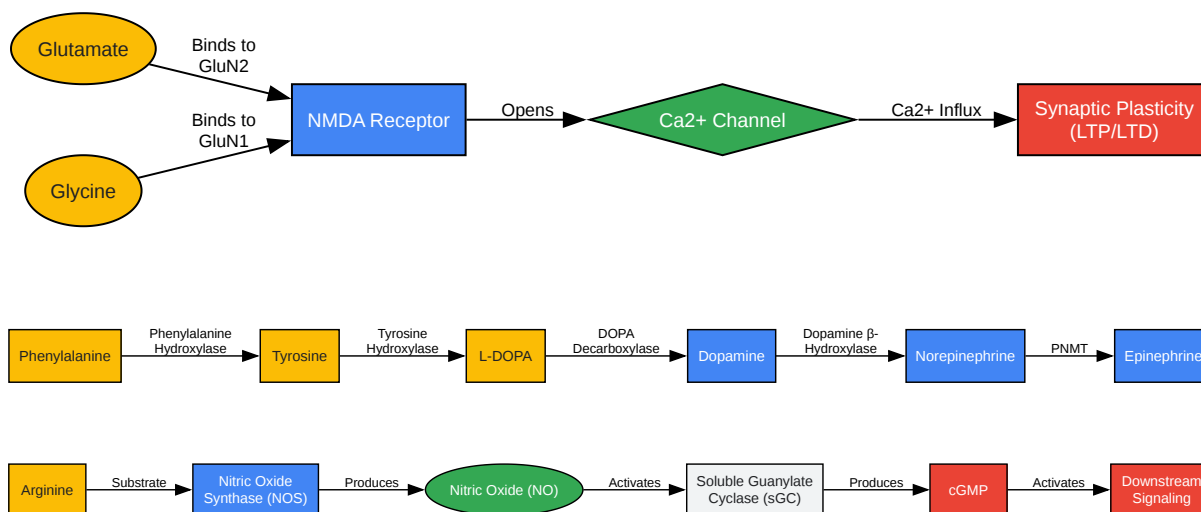 Glutamate
Binds to
GluN2
NMDA Receptor
Opens
Ca2+ Channel
Ca2+ Influx
Synaptic Plasticity
(LTP/LTD)
Binds to
GluN1
Glycine
Phenylalanine
Phenylalanine
Hydroxylase
Tyrosine
Tyrosine
Hydroxylase
L-DOPA
DOPA
Decarboxylase
Dopamine
Dopamine β-
Hydroxylase
Norepinephrine
PNMT
Epinephrine
Arginine
Substrate
Nitric Oxide
Synthase (NOS)
Produces
Nitric Oxide (NO)
Activates
Soluble Guanylate
Cyclase (sGC)
Produces
cGMP
Activates
Downstream
Signaling